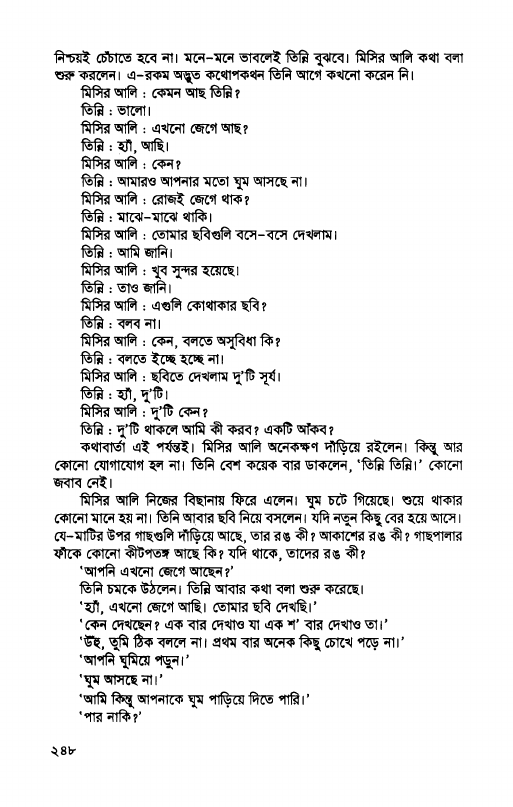 নিশ্চয়ই চেঁচাতে হবে না। মনে-মনে ভাবলেই তিন্নি বুঝবে। মিসির আলি কথা বলা
শুরু করলেন। এ-রকম অদ্ভুত কথোপকথন তিনি আগে কখনো করেন নি।
মিসির আলি : কেমন আছ তিন্নি?
তিন্নি : ভালো।
মিসির আলি : এখনো জেগে আছ?
তিন্নি : হ্যাঁ, আছি।
মিসির আলি : কেন?
তিন্নি : আমারও আপনার মতো ঘুম আসছে না।
মিসির আলি : রোজই জেগে থাক?
তিন্নি : মাঝে-মাঝে থাকি।
মিসির আলি : তোমার ছবিগুলি বসে-বসে দেখলাম।
তিন্নি : আমি জানি।
মিসির আলি : খুব সুন্দর হয়েছে।
তিন্নি : তাও জানি।
মিসির আলি : এগুলি কোথাকার ছবি?
তিন্নি : বলব না।
মিসির আলি : কেন, বলতে অসুবিধা কি?
তিন্নি : বলতে ইচ্ছে হচ্ছে না।
মিসির আলি : ছবিতে দেখলাম দু'টি সূর্য।
তিন্নি : হ্যাঁ, দু'টি।
মিসির আলি : দু'টি কেন?
তিন্নি : দু'টি থাকলে আমি কী করব? একটি আঁকব?
কথাবার্তা এই পর্যন্তই। মিসির আলি অনেকক্ষণ দাঁড়িয়ে রইলেন। কিন্তু আর
কোনো যোগাযোগ হল না। তিনি বেশ কয়েক বার ডাকলেন, 'তিন্নি তিন্নি।' কোনো
জবাব নেই।
মিসির আলি নিজের বিছানায় ফিরে এলেন। ঘুম চটে গিয়েছে। শুয়ে থাকার
কোনো মানে হয় না। তিনি আবার ছবি নিয়ে বসলেন। যদি নতুন কিছু বের হয়ে আসে।
যে-মাটির উপর গাছগুলি দাঁড়িয়ে আছে, তার রঙ কী? আকাশের রঙ কী? গাছপালার
ফাঁকে কোনো কীটপতঙ্গ আছে কি? যদি থাকে, তাদের রঙ কী?
'আপনি এখনো জেগে আছেন?'
তিনি চমকে উঠলেন। তিন্নি আবার কথা বলা শুরু করেছে।
'হ্যাঁ, এখনো জেগে আছি। তোমার ছবি দেখছি।'
'কেন দেখছেন? এক বার দেখাও যা এক শ' বার দেখাও তা।'
'উঁহু, তুমি ঠিক বললে না। প্রথম বার অনেক কিছু চোখে পড়ে না।'
'আপনি ঘুমিয়ে পড়ুন।'
'ঘুম আসছে না।'
'আমি কিন্তু আপনাকে ঘুম পাড়িয়ে দিতে পারি।'
'পার নাকি?'
২৪৮